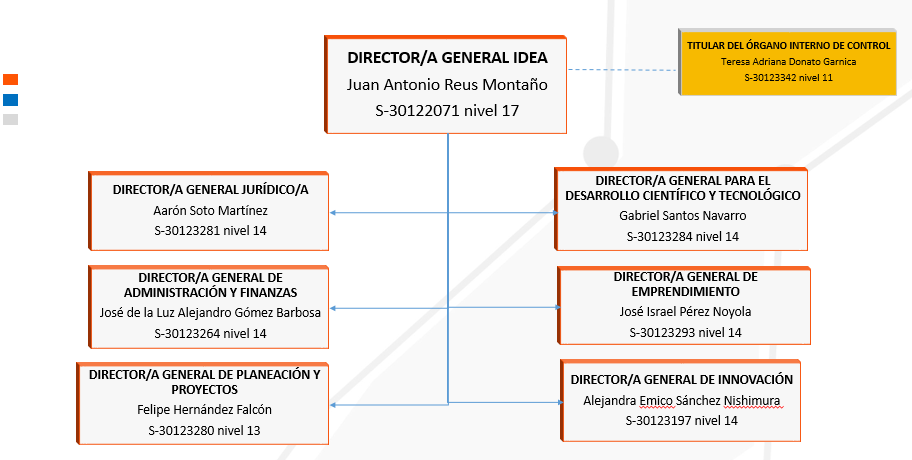 DIRECTOR/A GENERAL IDEA
Juan Antonio Reus Montaño
S-30122071 nivel 17
TITULAR DEL ÓRGANO INTERNO DE CONTROL
Teresa Adriana Donato Garnica
S-30123342 nivel 11
DIRECTOR/A GENERAL JURÍDICO/A
Aarón Soto Martínez
S-30123281 nivel 14
DIRECTOR/A GENERAL PARA EL
DESARROLLO CIENTÍFICO Y TECNOLÓGICO
Gabriel Santos Navarro
S-30123284 nivel 14
DIRECTOR/A GENERAL DE
ADMINISTRACIÓN Y FINANZAS
José de la Luz Alejandro Gómez Barbosa
S-30123264 nivel 14
DIRECTOR/A GENERAL DE
EMPRENDIMIENTO
José Israel Pérez Noyola
S-30123293 nivel 14
DIRECTOR/A GENERAL DE PLANEACIÓN Y
PROYECTOS
Felipe Hernández Falcón
S-30123280 nivel 13
DIRECTOR/A GENERAL DE INNOVACIÓN
Alejandra Emico Sánchez Nishimura
S-30123197 nivel 14